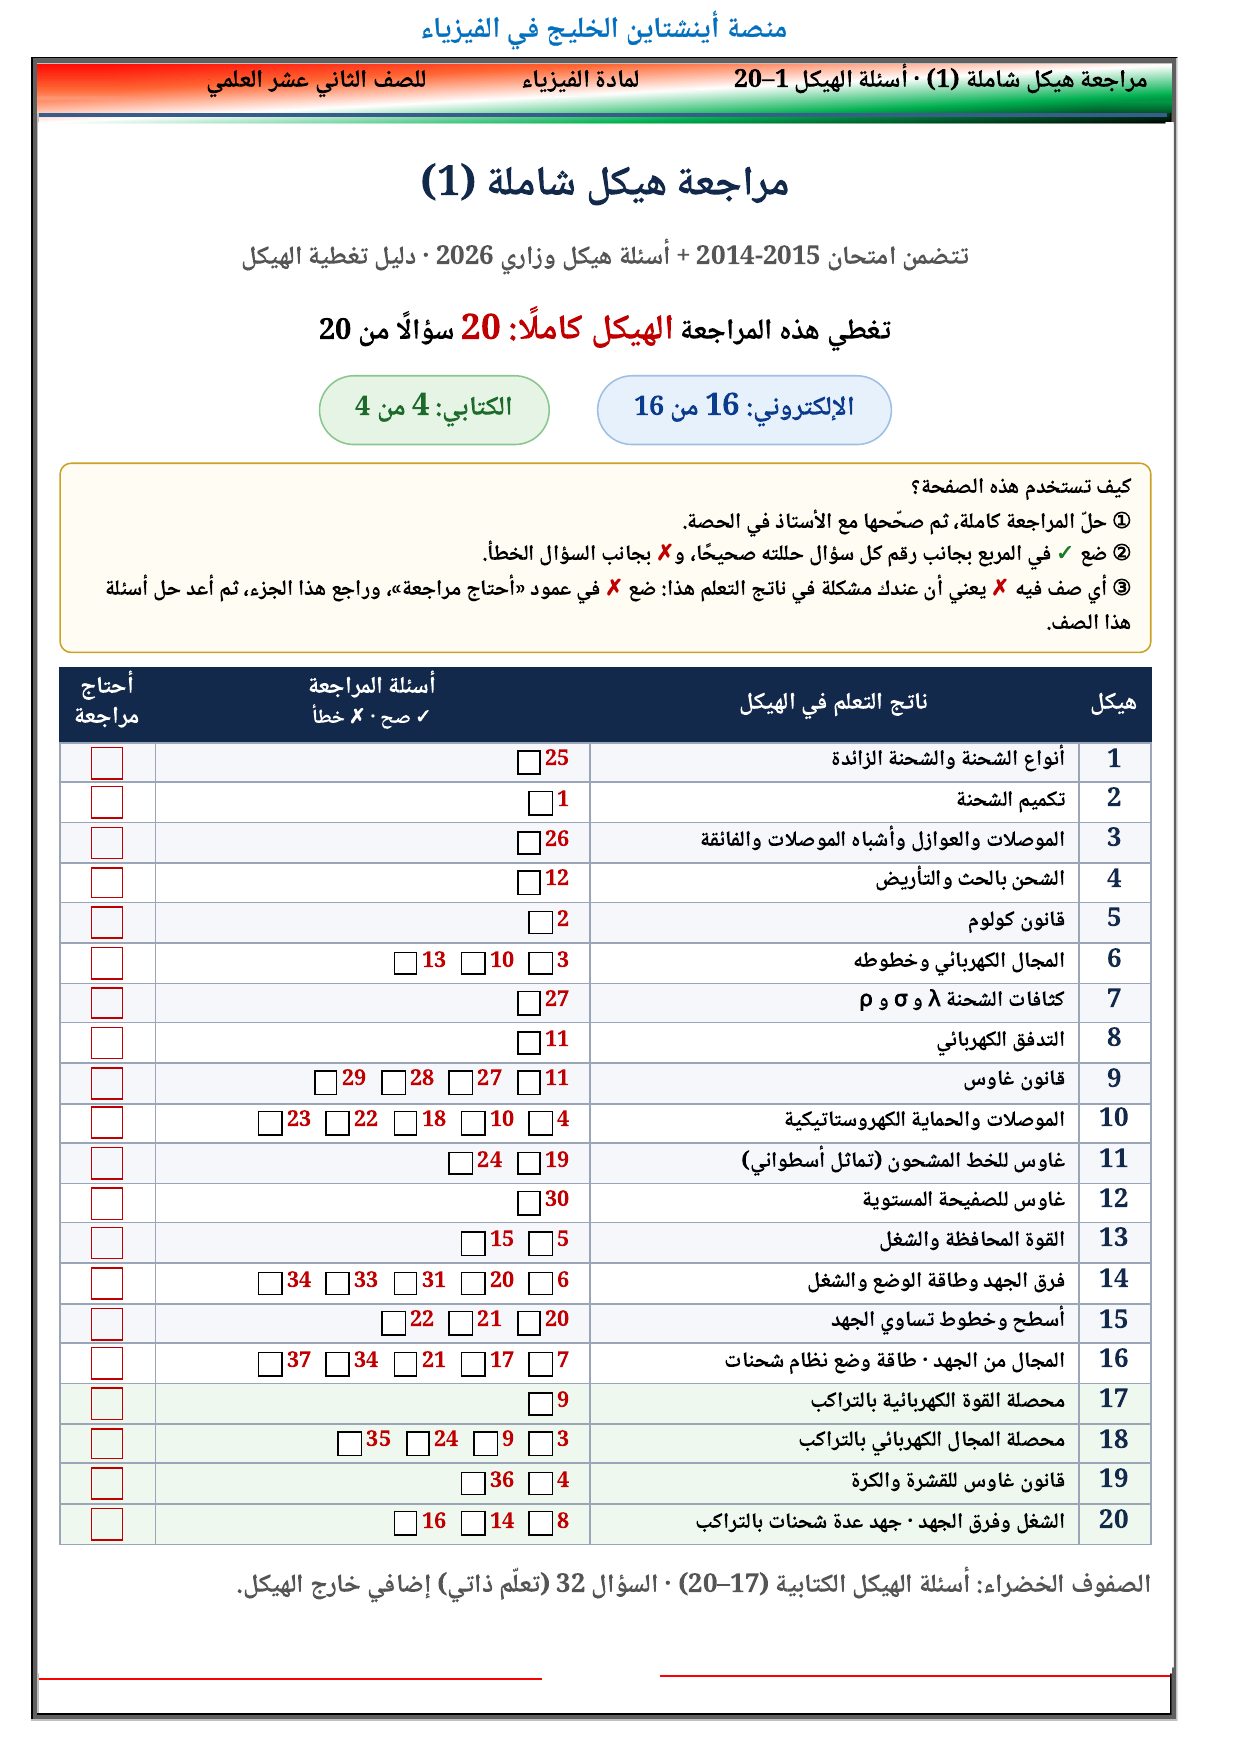 منصة أينشتاين الخليج في الفيزياء
مراجعة هيكل شاملة (1) · أسئلة الهيكل 1–20 لمادة الفيزياء للصف الثاني عشر العلمي
مراجعة هيكل شاملة (1)
تتضمن امتحان 2015-2014 + أسئلة هيكل وزاري 2026 · دليل تغطية الهيكل
تغطي هذه المراجعة الهيكل كاملًا: 20 سؤالًا من 20
الإلكتروني: 16 من 16 الكتابي: 4 من 4
كيف تستخدم هذه الصفحة؟
① حلّ المراجعة كاملة، ثم صحّحها مع الأستاذ في الحصة.
② ضع ✓ في المربع بجانب رقم كل سؤال حللته صحيحًا، و✗ بجانب السؤال الخطأ.
③ أي صف فيه ✗ يعني أن عندك مشكلة في ناتج التعلم هذا: ضع ✗ في عمود «أحتاج مراجعة»، وراجع هذا الجزء، ثم أعد حل أسئلة
هذا الصف.
هيكل ناتج التعلم في الهيكل أسئلة المراجعة ✓ صح · ✗ خطأ أحتاج مراجعة
1 أنواع الشحنة والشحنة الزائدة 25
2 تكميم الشحنة 1
3 الموصلات والعوازل وأشباه الموصلات والفائقة 26
4 الشحن بالحث والتأريض 12
5 قانون كولوم 2
6 المجال الكهربائي وخطوطه 3 10 13
7 كثافات الشحنة λ و σ و ρ 27
8 التدفق الكهربائي 11
9 قانون غاوس 11 27 28 29
10 الموصلات والحماية الكهروستاتيكية 4 10 18 22 23
11 غاوس للخط المشحون (تماثل أسطواني) 19 24
12 غاوس للصفيحة المستوية 30
13 القوة المحافظة والشغل 5 15
14 فرق الجهد وطاقة الوضع والشغل 6 20 31 33 34
15 أسطح وخطوط تساوي الجهد 20 21 22
16 المجال من الجهد · طاقة وضع نظام شحنات 7 17 21 34 37
17 محصلة القوة الكهربائية بالتراكب 9
18 محصلة المجال الكهربائي بالتراكب 3 9 24 35
19 قانون غاوس للقشرة والكرة 4 36
20 الشغل وفرق الجهد · جهد عدة شحنات بالتراكب 8 14 16
الصفوف الخضراء: أسئلة الهيكل الكتابية (17–20) · السؤال 32 (تعلّم ذاتي) إضافي خارج الهيكل.